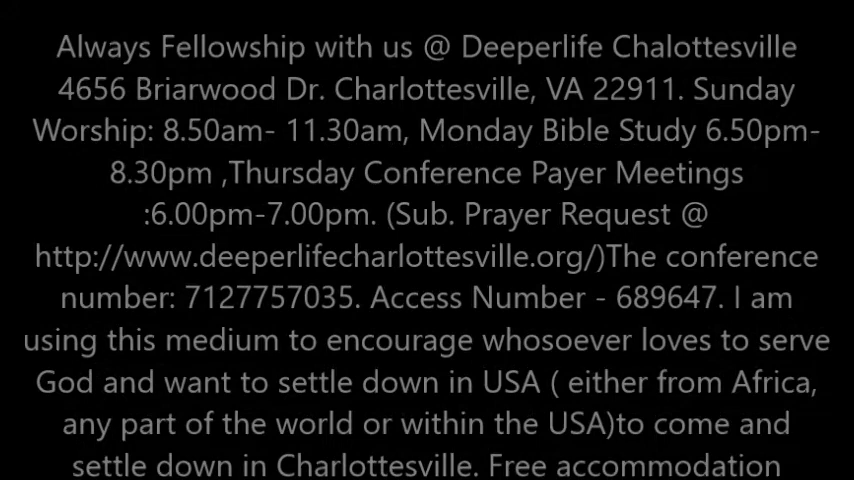 Always Fellowship with us @ Deeperlife Chalottesville
4656 Briarwood Dr. Charlottesville, VA 22911. Sunday
Worship: 8.50am- 11.30am, Monday Bible Study 6.50pm-
8.30pm ,Thursday Conference Payer Meetings
:6.00pm-7.00pm. (Sub. Prayer Request @
http://www.deeperlifecharlottesville.org/)The conference
number: 7127757035. Access Number - 689647. I am
using this medium to encourage whosoever loves to serve
God and want to settle down in USA ( either from Africa,
any part of the world or within the USA)to come and
settle down in Charlottesville. Free accommodation